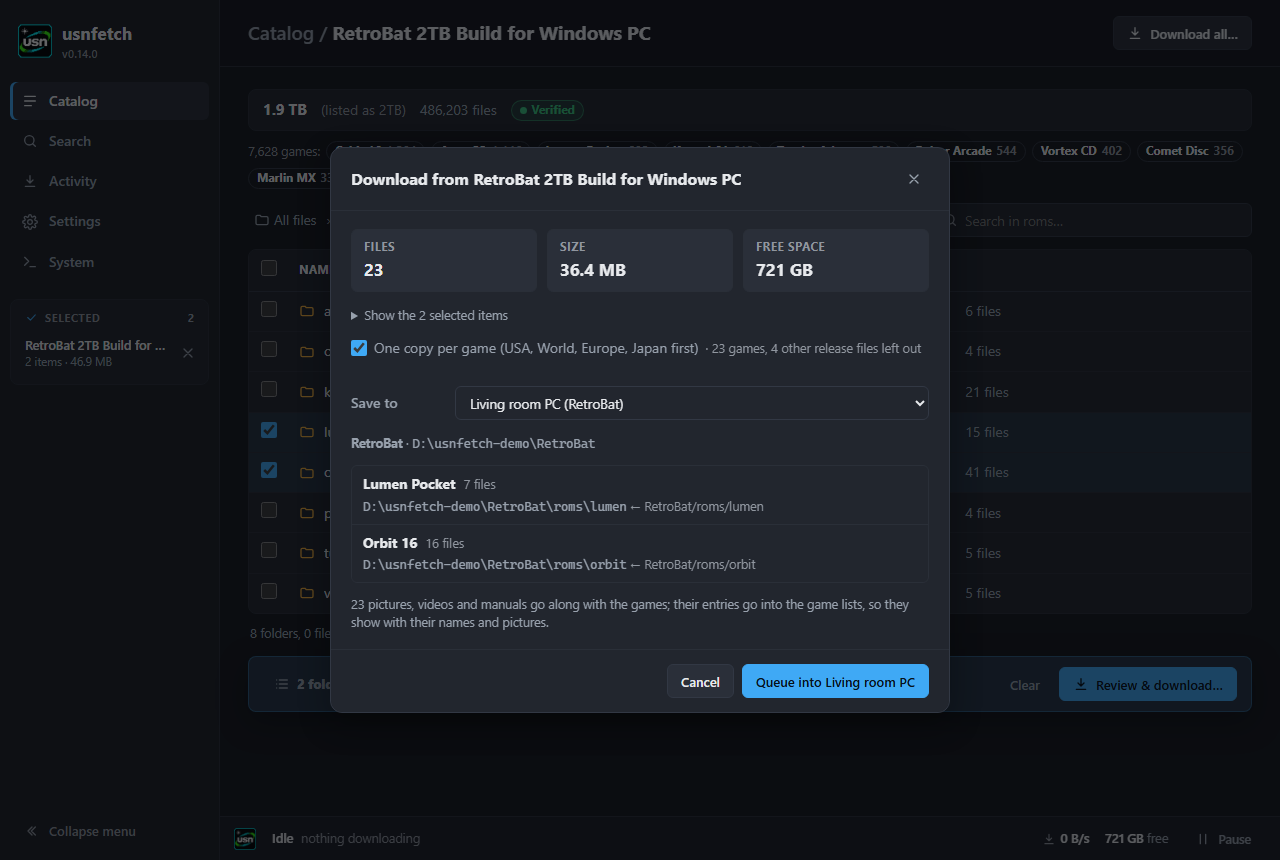 usnfetch
v0.14.0
Catalog
Search
Activity
Settings
System
SELECTED 2
RetroBat 2TB Build for ...
2 items · 46.9 MB
Collapse menu
Catalog / RetroBat 2TB Build for Windows PC
Download all...
1.9 TB (listed as 2TB) 486,203 files Verified
7,628 games:
Arcade 544 Vortex CD 402 Comet Disc 356
Marlin MX
All files
Search in roms...
6 files
4 files
21 files
15 files
41 files
4 files
5 files
5 files
8 folders, 0
Clear
Review & download...
Download from RetroBat 2TB Build for Windows PC
FILES
23
SIZE
36.4 MB
FREE SPACE
721 GB
Show the 2 selected items
One copy per game (USA, World, Europe, Japan first) · 23 games, 4 other release files left out
Save to Living room PC (RetroBat)
RetroBat · D:\usnfetch-demo\RetroBat
Lumen Pocket 7 files
D:\usnfetch-demo\RetroBat\roms\lumen ← RetroBat/roms/lumen
Orbit 16 16 files
D:\usnfetch-demo\RetroBat\roms\orbit ← RetroBat/roms/orbit
23 pictures, videos and manuals go along with the games; their entries go into the game lists, so they
show with their names and pictures.
Cancel
Queue into Living room PC
usn
Idle nothing downloading
0 B/s 721 GB free Pause